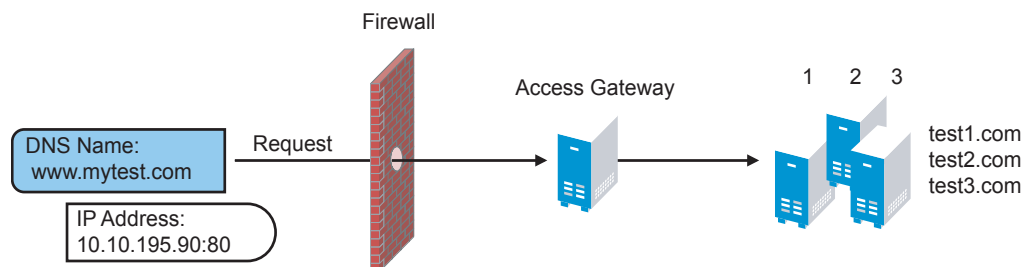 Firewall
Access Gateway
1 2 3
DNS Name:
www.mytest.com
Request
test1.com
test2.com
test3.com
IP Address:
10.10.195.90:80